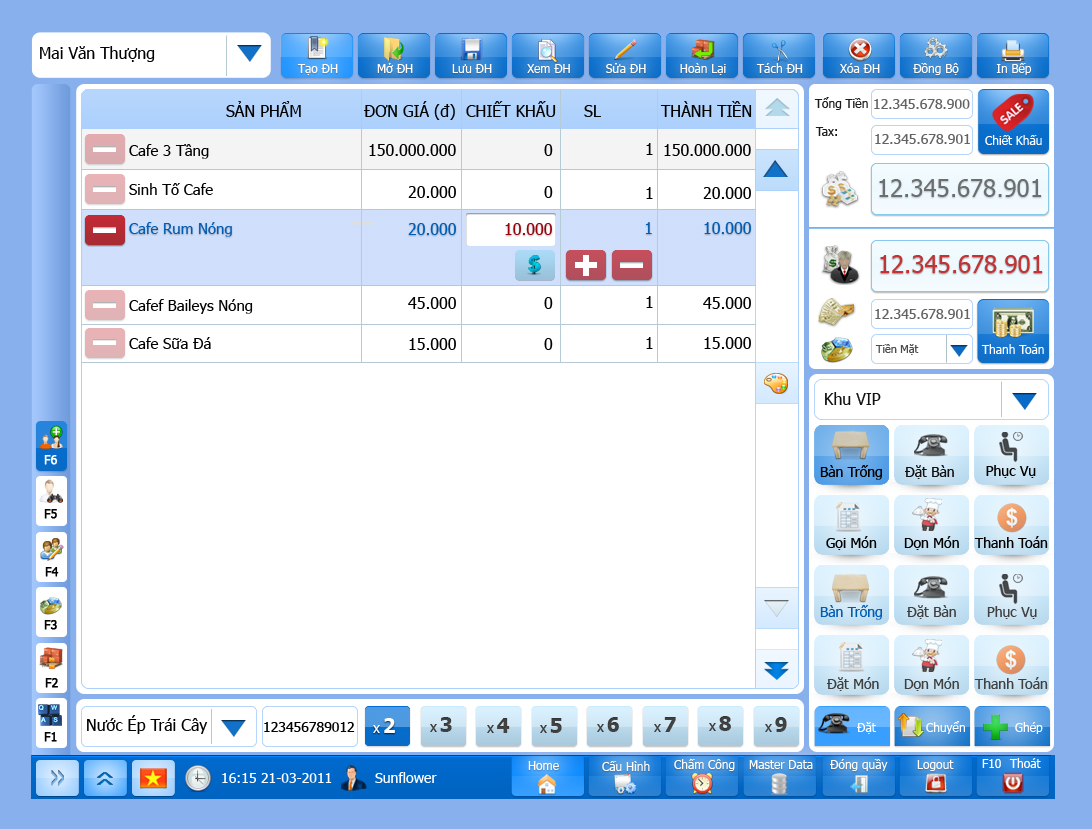 Mai Văn Thượng
Tạo ĐH
Mở ĐH
Lưu ĐH
Xem ĐH
Sửa ĐH
Hoàn Lại
Tách ĐH
Xóa ĐH
Đồng Bộ
In Bếp
SẢN PHẨM ĐƠN GIÁ (đ) CHIẾT KHẤU SL THÀNH TIỀN
Cafe 3 Tầng 150.000.000 0 1 150.000.000
Sinh Tố Cafe 20.000 0 1 20.000
Cafe Rum Nóng 20.000 10.000 1 10.000
$
Cafef Baileys Nóng 45.000 0 1 45.000
Cafe Sữa Đá 15.000 0 1 15.000
Tổng Tiền 12.345.678.900
Tax: 12.345.678.901
SALE
Chiết Khấu
12.345.678.901
12.345.678.901
12.345.678.901
Tiền Mặt
Thanh Toán
Khu VIP
Bàn Trống
Đặt Bàn
Phục Vụ
Gọi Món
Dọn Món
$
Thanh Toán
Bàn Trống
Đặt Bàn
Phục Vụ
Đặt Món
Dọn Món
$
Thanh Toán
Đặt
Chuyển
Ghép
F6
F5
F4
F3
F2
F1
Nước Ép Trái Cây
123456789012
x 2
x 3
x 4
x 5
x 6
x 7
x 8
x 9
16:15 21-03-2011
Sunflower
Home
Cấu Hình
Chấm Công
Master Data
Đóng quầy
Logout
F10 Thoát